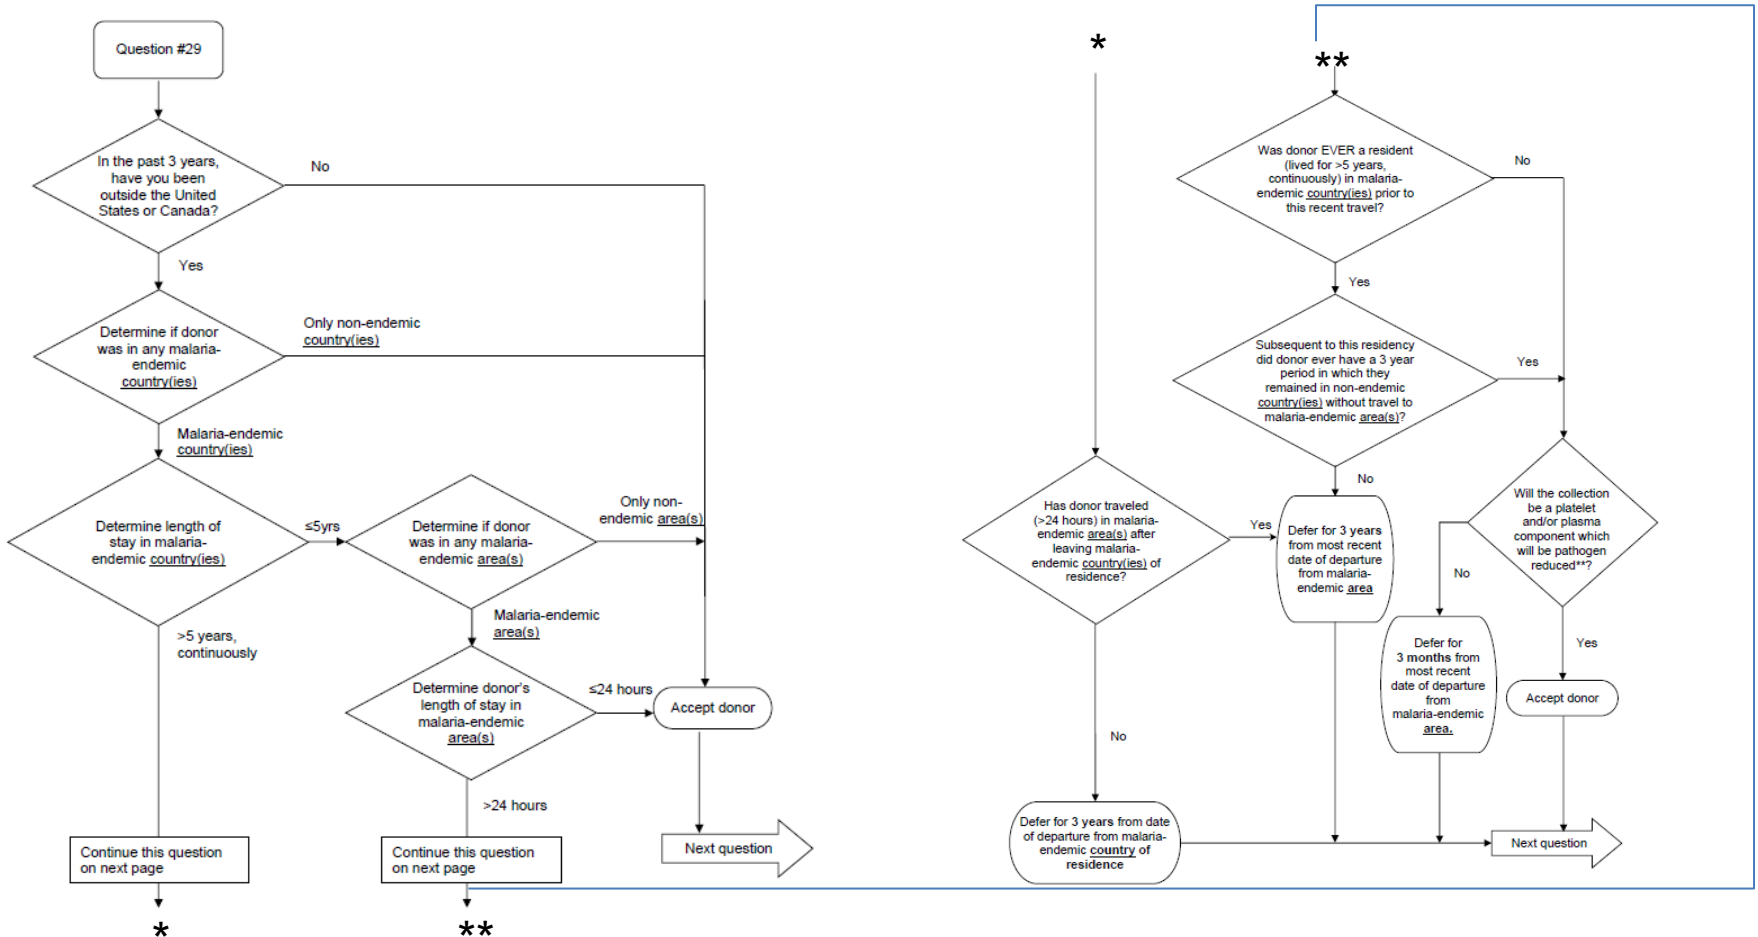 Question #29
In the past 3 years,
have you been
outside the United
States or Canada?
No
Yes
Determine if donor
was in any malaria-
endemic
country(ies)
Only non-endemic
country(ies)
Malaria-endemic
country(ies)
Determine length of
stay in malaria-
endemic country(ies)
≤5yrs
Determine if donor
was in any malaria-
endemic area(s)
Only non-
endemic area(s)
>5 years,
continuously
Malaria-endemic
area(s)
Determine donor's
length of stay in
malaria-endemic
area(s)
≤24 hours
Accept donor
>24 hours
Continue this question
on next page
Continue this question
on next page
Next question
*
**
*
**
Was donor EVER a resident
(lived for >5 years,
continuously) in malaria-
endemic country(ies) prior to
this recent travel?
No
Yes
Subsequent to this residency
did donor ever have a 3 year
period in which they
remained in non-endemic
country(ies) without travel to
malaria-endemic area(s)?
Yes
No
Has donor traveled
(>24 hours) in malaria-
endemic area(s) after
leaving malaria-
endemic country(ies) of
residence?
Yes
Defer for 3 years
from most recent
date of departure
from malaria-
endemic area
Will the collection
be a platelet
and/or plasma
component which
will be pathogen
reduced**?
No
Yes
Defer for
3 months from
most recent
date of departure
from
malaria-endemic
area.
Accept donor
No
Defer for 3 years from date
of departure from malaria-
endemic country of
residence
Next question